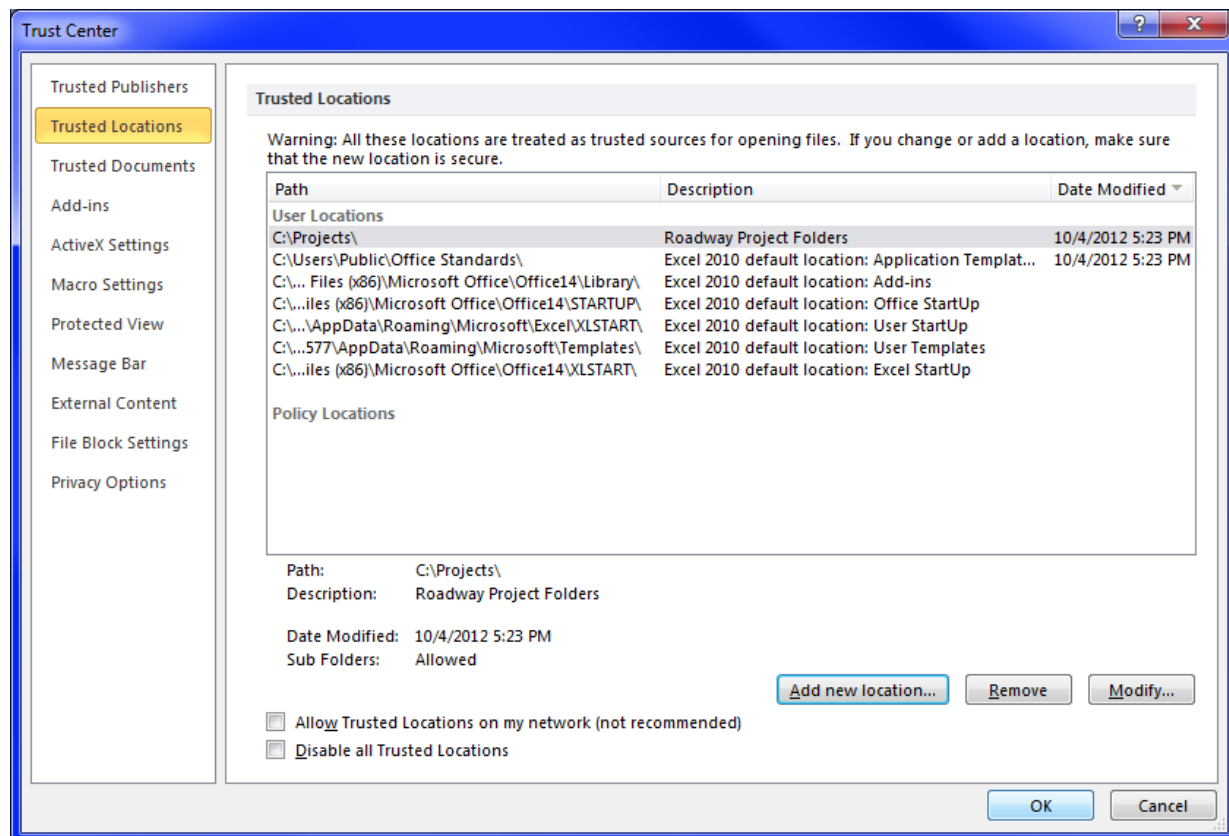 Trust Center
Trusted Publishers
Trusted Locations
Trusted Documents
Add-ins
ActiveX Settings
Macro Settings
Protected View
Message Bar
External Content
File Block Settings
Privacy Options
Trusted Locations
Warning: All these locations are treated as trusted sources for opening files. If you change or add a location, make sure
that the new location is secure.
Path Description Date Modified
User Locations
C:\Projects\ Roadway Project Folders 10/4/2012 5:23 PM
C:\Users\Public\Office Standards\ Excel 2010 default location: Application Templat... 10/4/2012 5:23 PM
C:\... Files (x86)\Microsoft Office\Office14\Library\ Excel 2010 default location: Add-ins
C:\...iles (x86)\Microsoft Office\Office14\STARTUP\ Excel 2010 default location: Office StartUp
C:\...\AppData\Roaming\Microsoft\Excel\XLSTART\ Excel 2010 default location: User StartUp
C:\...577\AppData\Roaming\Microsoft\Templates\ Excel 2010 default location: User Templates
C:\...iles (x86)\Microsoft Office\Office14\XLSTART\ Excel 2010 default location: Excel StartUp
Policy Locations
Path: C:\Projects\
Description: Roadway Project Folders
Date Modified: 10/4/2012 5:23 PM
Sub Folders: Allowed
Add new location... Remove Modify...
Allow Trusted Locations on my network (not recommended)
Disable all Trusted Locations
OK Cancel